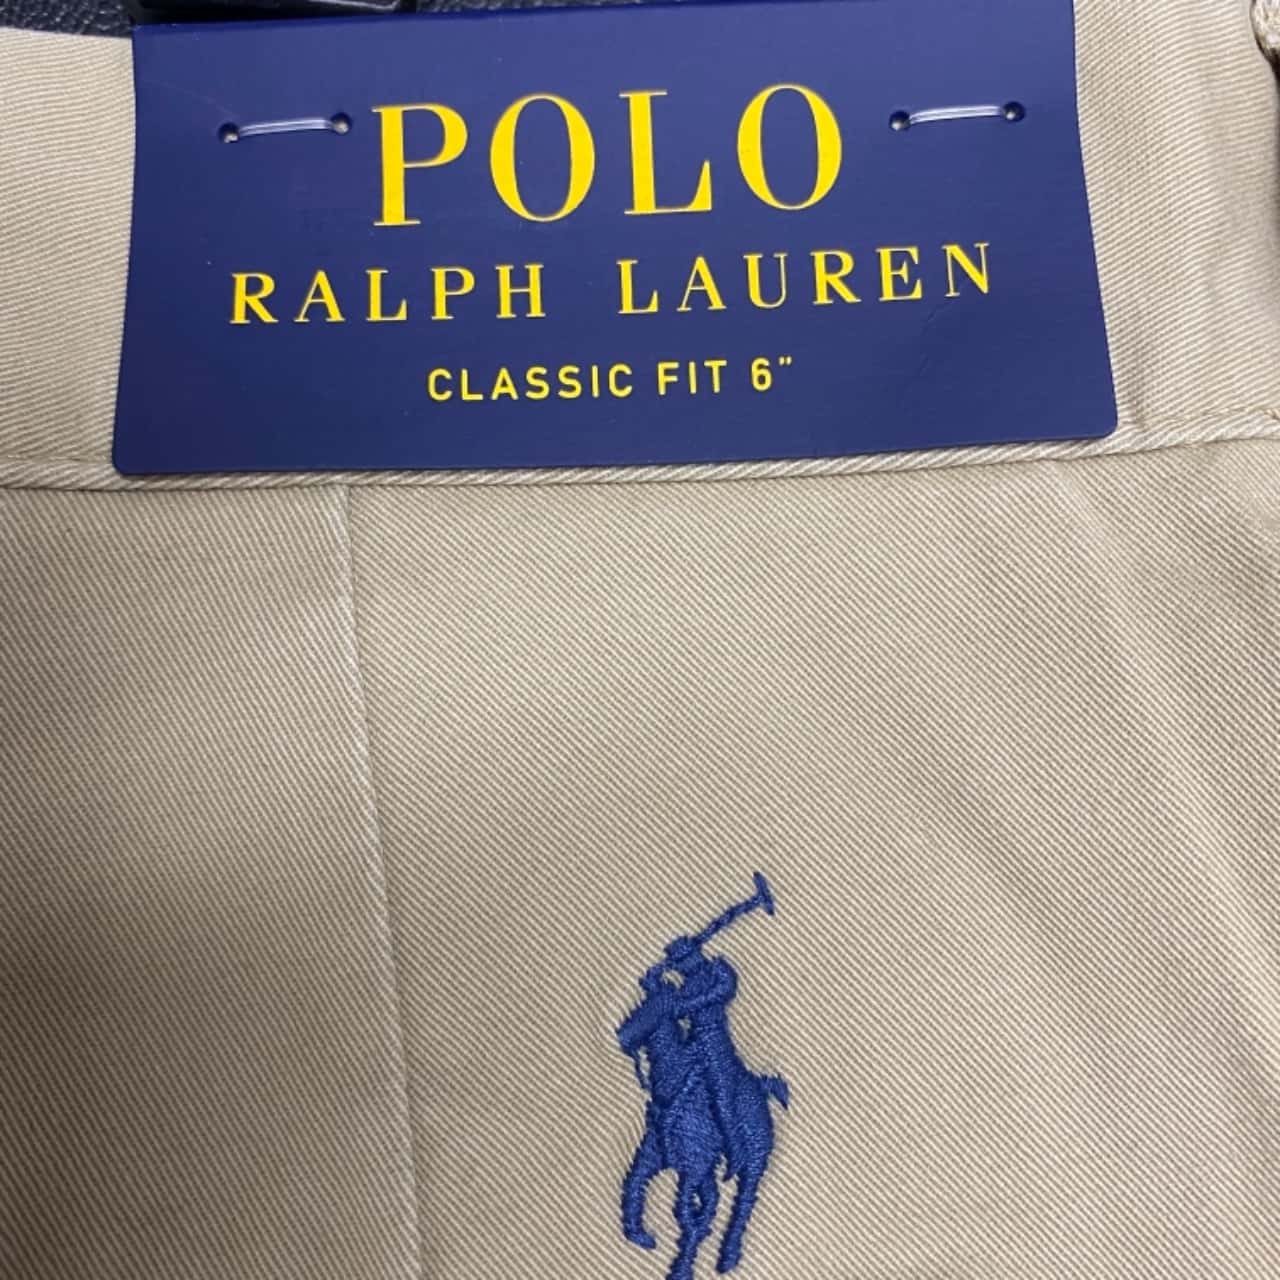 POLO
RALPH LAUREN
CLASSIC FIT 6”